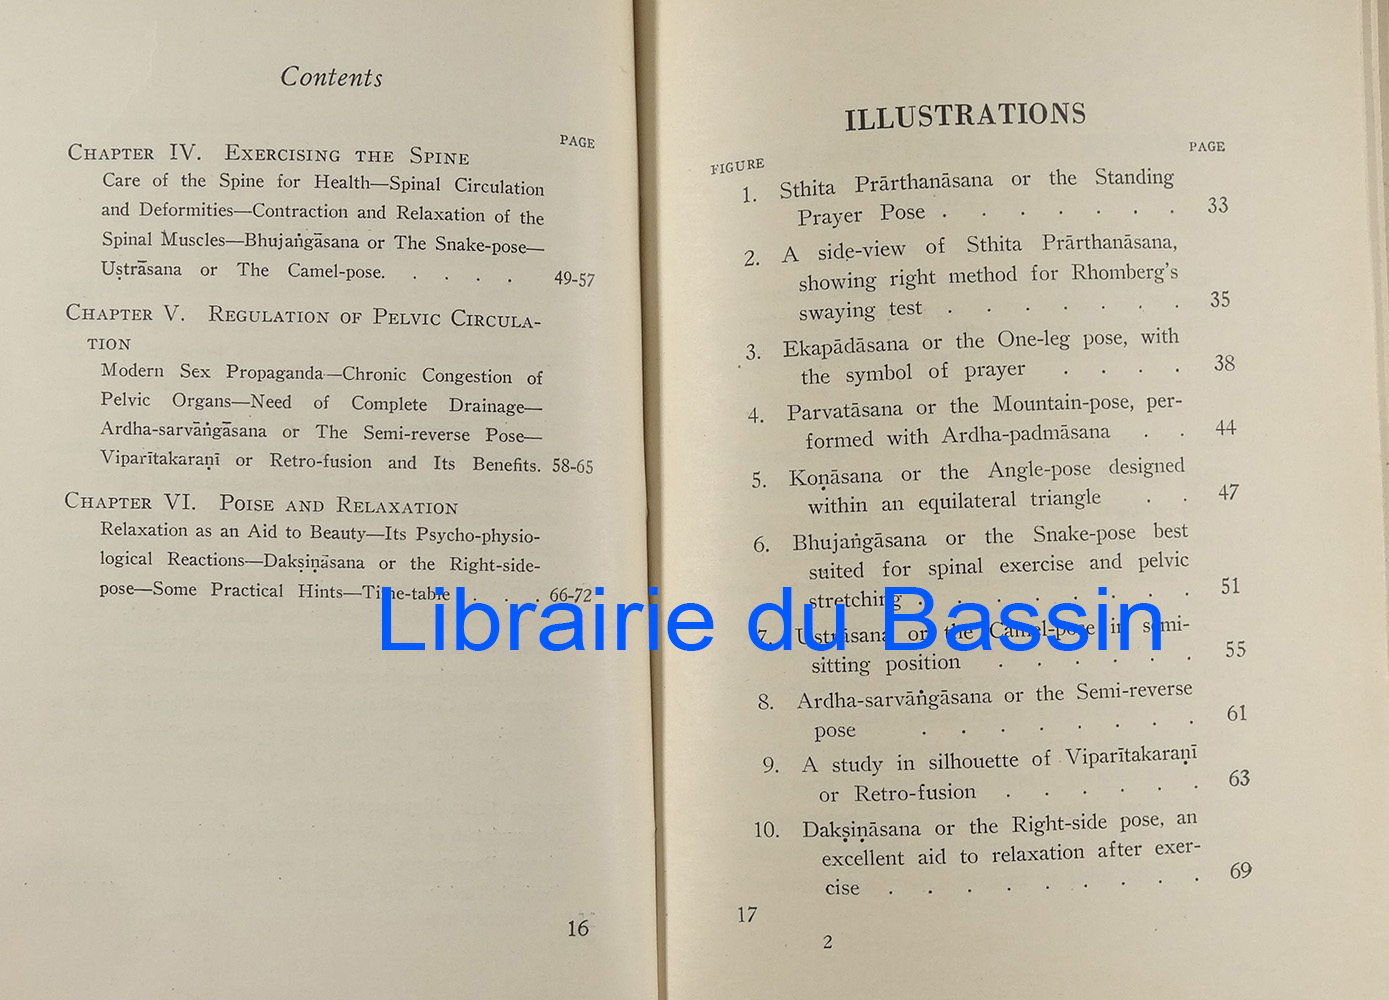 Contents
PAGE
CHAPTER IV. EXERCISING THE SPINE
Care of the Spine for Health—Spinal Circulation
and Deformities—Contraction and Relaxation of the
Spinal Muscles—Bhujaṅgāsana or The Snake-pose—
Uṣtrāsana or The Camel-pose. . . . . 49-57
CHAPTER V. REGULATION OF PELVIC CIRCULA-
TION
Modern Sex Propaganda—Chronic Congestion of
Pelvic Organs—Need of Complete Drainage—
Ardha-sarvāṅgāsana or The Semi-reverse Pose—
Viparītakaraṇī or Retro-fusion and Its Benefits. 58-65
CHAPTER VI. POISE AND RELAXATION
Relaxation as an Aid to Beauty—Its Psycho-physio-
logical Reactions—Dakṣiṇāsana or the Right-side-
pose—Some Practical Hints—Time-table . . . 66-72
16
ILLUSTRATIONS
FIGURE PAGE
1. Sthita Prārthanāsana or the Standing
Prayer Pose . . . . . . . 33
2. A side-view of Sthita Prārthanāsana,
showing right method for Rhomberg's
swaying test . . . . . . . 35
3. Ekapādāsana or the One-leg pose, with
the symbol of prayer . . . . 38
4. Parvatāsana or the Mountain-pose, per-
formed with Ardha-padmāsana . . 44
5. Koṇāsana or the Angle-pose designed
within an equilateral triangle . . 47
6. Bhujaṅgāsana or the Snake-pose best
suited for spinal exercise and pelvic
stretching . . . . . . . . 51
7. Ustrāsana or the Camel-pose in semi-
sitting position . . . . . . 55
8. Ardha-sarvāṅgāsana or the Semi-reverse
pose . . . . . . . . 61
9. A study in silhouette of Viparītakaraṇī
or Retro-fusion . . . . . . 63
10. Dakṣiṇāsana or the Right-side pose, an
excellent aid to relaxation after exer-
cise . . . . . . . . . 69
17
2
Librairie du Bassin